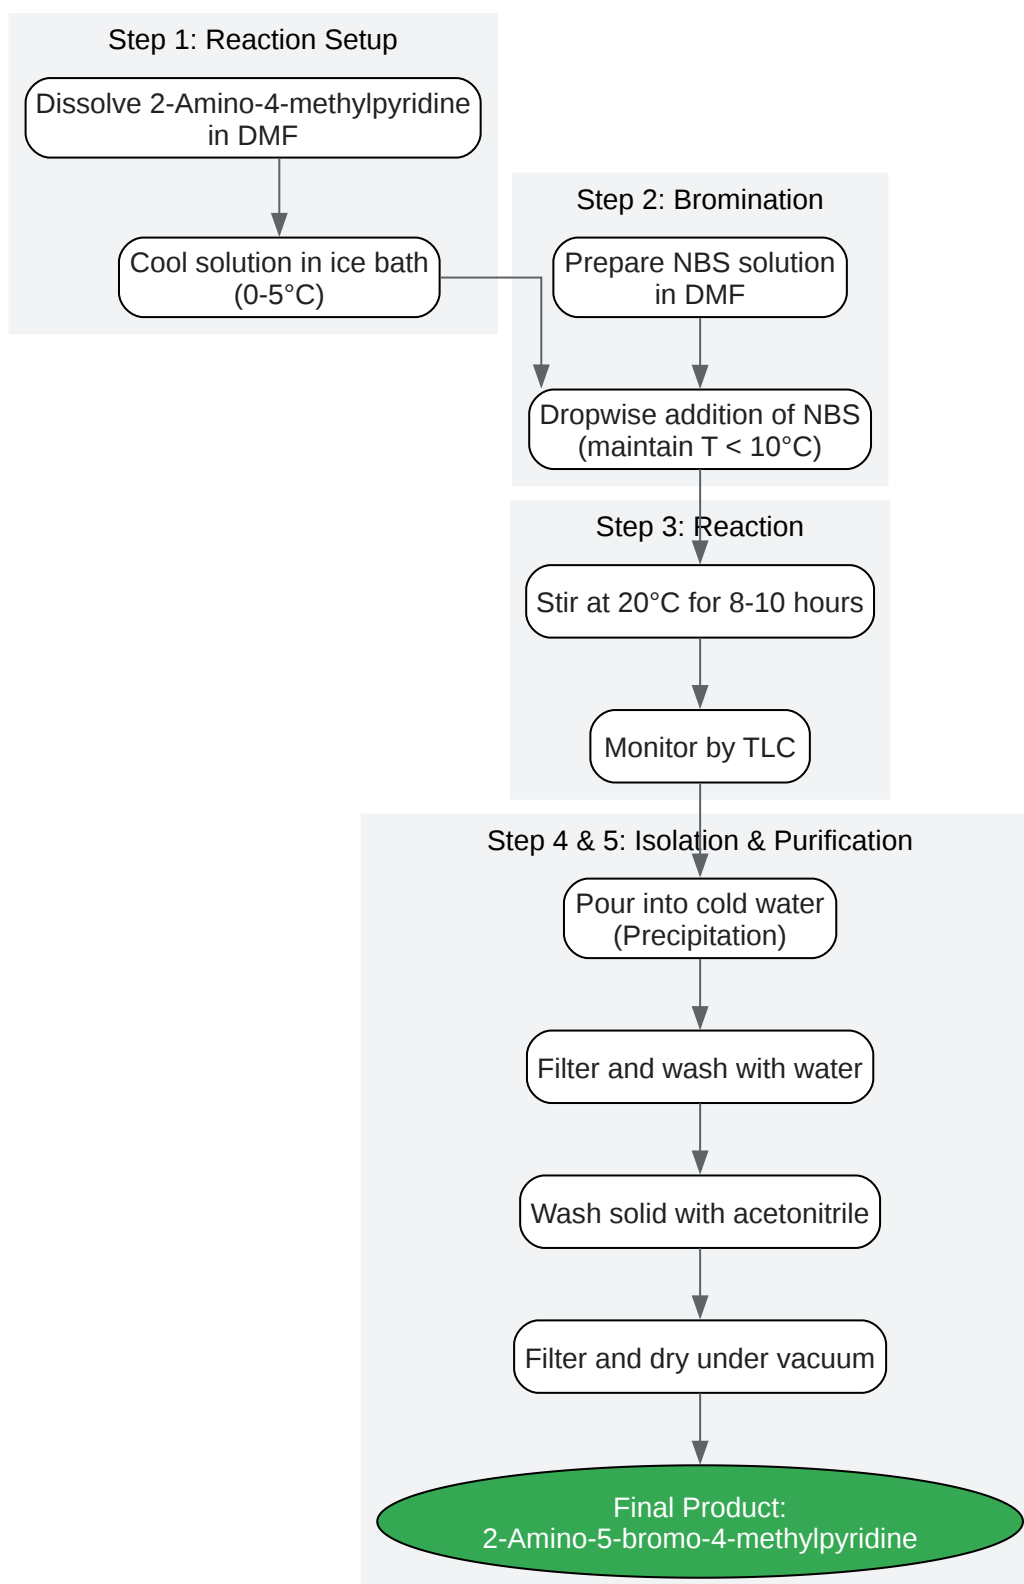 Step 1: Reaction Setup
Dissolve 2-Amino-4-methylpyridine
in DMF
Cool solution in ice bath
(0-5°C)
Step 2: Bromination
Prepare NBS solution
in DMF
Dropwise addition of NBS
(maintain T < 10°C)
Step 3: Reaction
Stir at 20°C for 8-10 hours
Monitor by TLC
Step 4 & 5: Isolation & Purification
Pour into cold water
(Precipitation)
Filter and wash with water
Wash solid with acetonitrile
Filter and dry under vacuum
Final Product:
2-Amino-5-bromo-4-methylpyridine